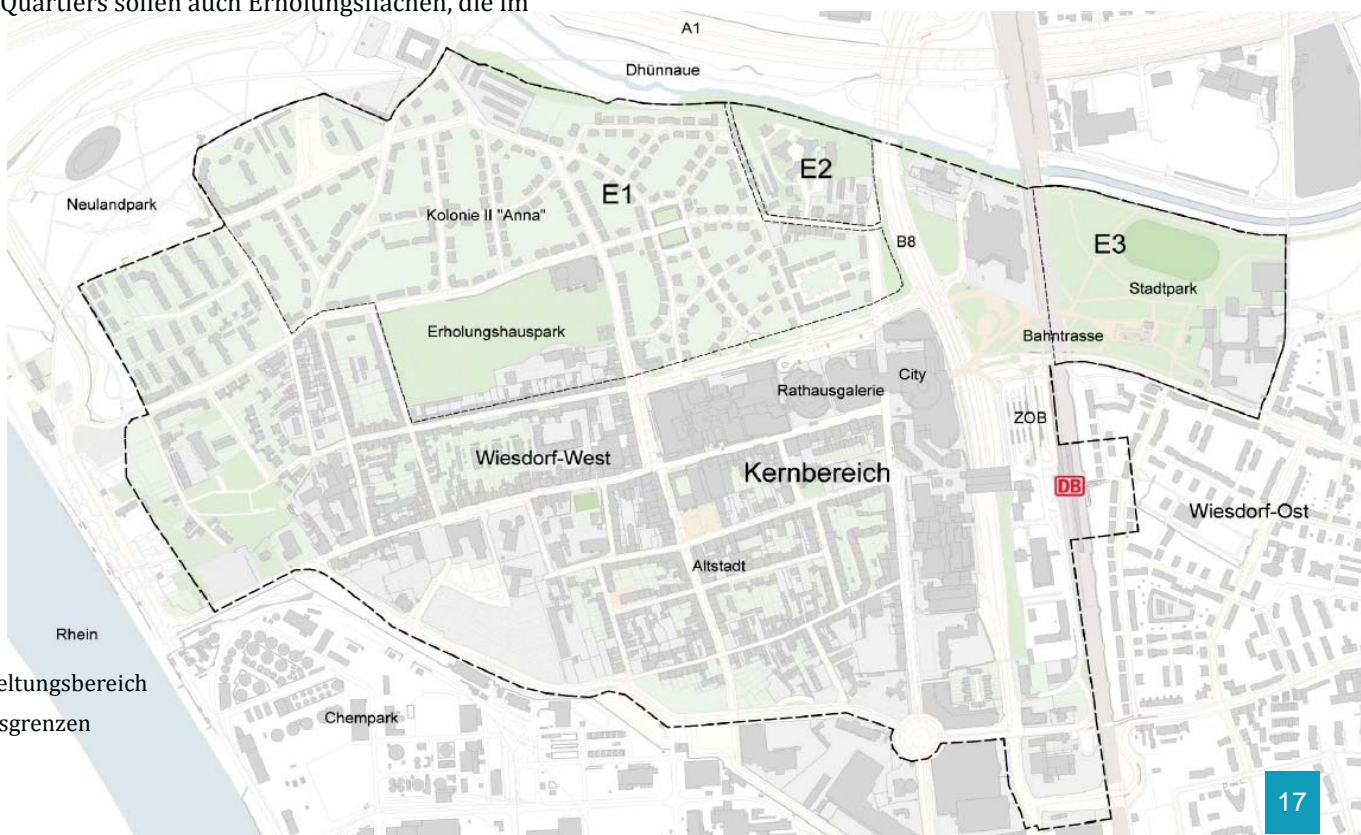 Quartiers sollen auch Erholungsflächen, die im
A1
Dhünnaue
E2
E1
Neulandpark
Kolonie II "Anna"
B8
E3
Stadtpark
Erholungshauspark
Bahntrasse
City
Rathausgalerie
ZOB
Wiesdorf-West
Kernbereich
DB
Wiesdorf-Ost
Altstadt
Rhein
eltungsbereich
Chempark
sgrenzen
17